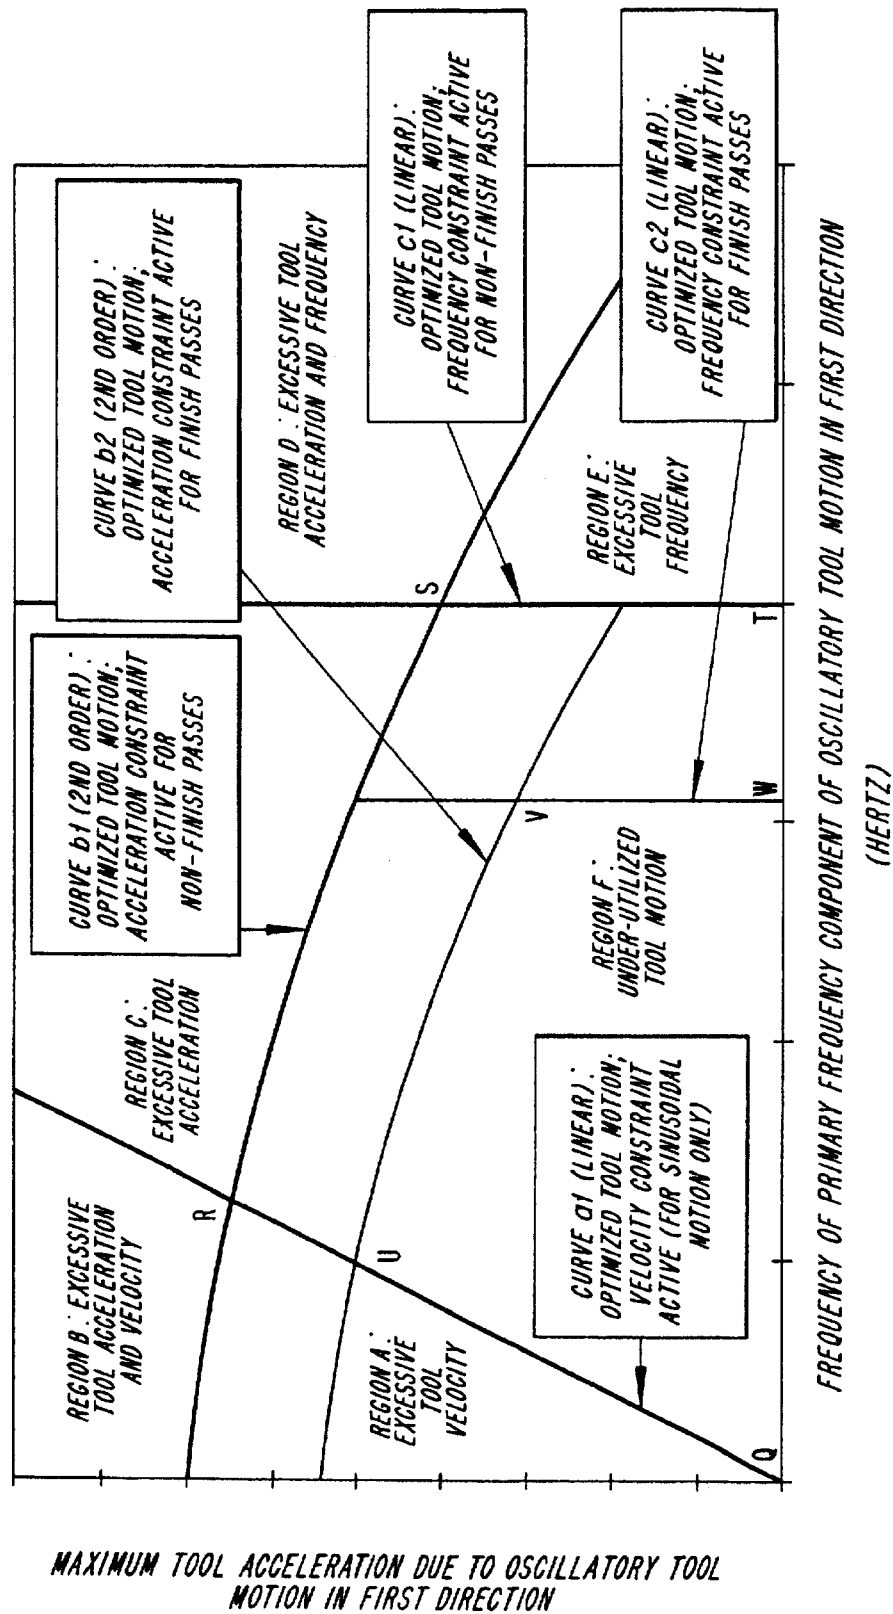 CURVE b2 (2ND ORDER):
OPTIMIZED TOOL MOTION;
ACCELERATION CONSTRAINT ACTIVE
FOR FINISH PASSES
CURVE b1 (2ND ORDER):
OPTIMIZED TOOL MOTION;
ACCELERATION CONSTRAINT
ACTIVE FOR
NON-FINISH PASSES
REGION B: EXCESSIVE
TOOL ACCELERATION
AND VELOCITY
REGION C:
EXCESSIVE TOOL
ACCELERATION
REGION D: EXCESSIVE TOOL
ACCELERATION AND FREQUENCY
CURVE c1 (LINEAR):
OPTIMIZED TOOL MOTION;
FREQUENCY CONSTRAINT ACTIVE
FOR NON-FINISH PASSES
R
S
U
V
REGION A:
EXCESSIVE
TOOL
VELOCITY
REGION F:
UNDER-UTILIZED
TOOL MOTION
REGION E:
EXCESSIVE
TOOL
FREQUENCY
CURVE a1 (LINEAR):
OPTIMIZED TOOL MOTION;
VELOCITY CONSTRAINT
ACTIVE (FOR SINUSOIDAL
MOTION ONLY)
CURVE c2 (LINEAR):
OPTIMIZED TOOL MOTION;
FREQUENCY CONSTRAINT ACTIVE
FOR FINISH PASSES
Q
W
T
FREQUENCY OF PRIMARY FREQUENCY COMPONENT OF OSCILLATORY TOOL MOTION IN FIRST DIRECTION
(HERTZ)
MAXIMUM TOOL ACCELERATION DUE TO OSCILLATORY TOOL
MOTION IN FIRST DIRECTION